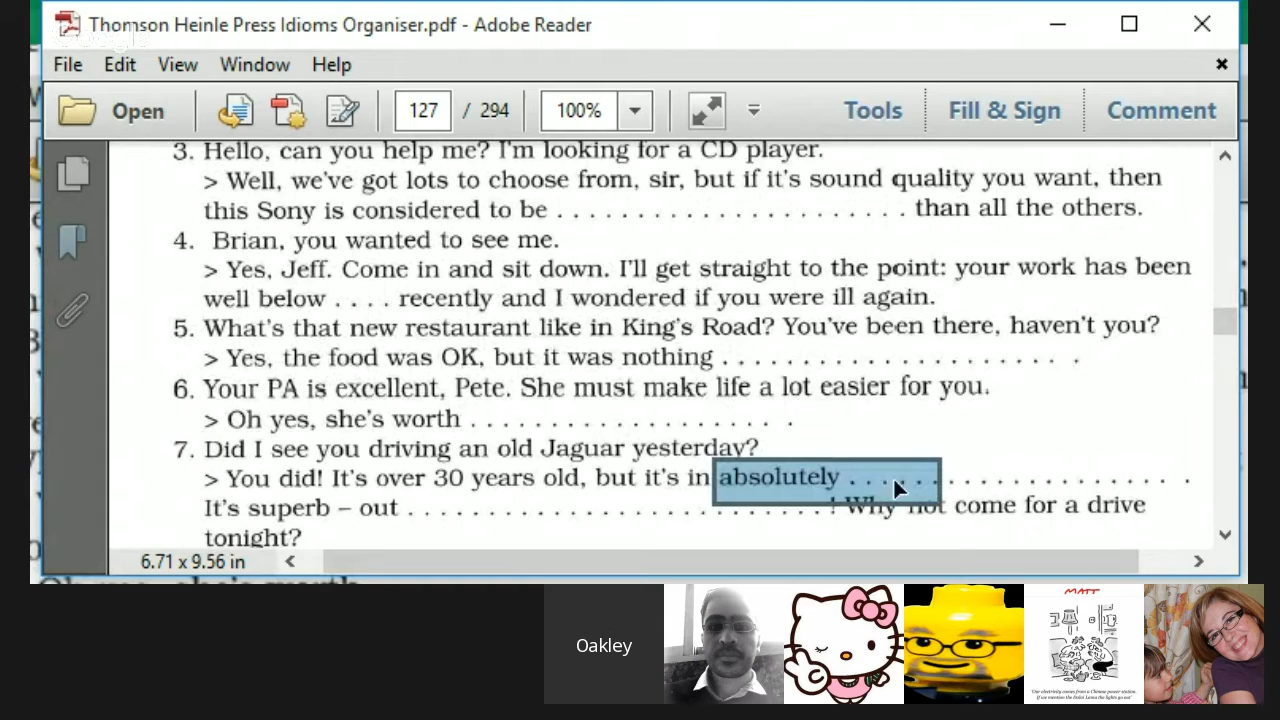 Thomson Heinle Press Idioms Organiser.pdf - Adobe Reader
Google
File Edit View Window Help
Open 127 / 294 100% Tools Fill & Sign Comment
3. Hello, can you help me? I'm looking for a CD player.
> Well, we've got lots to choose from, sir, but if it's sound quality you want, then
this Sony is considered to be . . . . . . . . . . . . . . . . . . . . . . than all the others.
4. Brian, you wanted to see me.
> Yes, Jeff. Come in and sit down. I'll get straight to the point: your work has been
well below . . . . recently and I wondered if you were ill again.
5. What's that new restaurant like in King's Road? You've been there, haven't you?
> Yes, the food was OK, but it was nothing . . . . . . . . . . . . . . . . . . . . . .
6. Your PA is excellent, Pete. She must make life a lot easier for you.
> Oh yes, she's worth . . . . . . . . . . . . . . . . . . . .
7. Did I see you driving an old Jaguar yesterday?
> You did! It's over 30 years old, but it's in absolutely . . . . . . . . . . . . . . . . . . . . .
It's superb – out . . . . . . . . . . . . . . . . . . . . . . . . . . ! Why not come for a drive
tonight?
6.71 x 9.56 in
Oakley
MATT